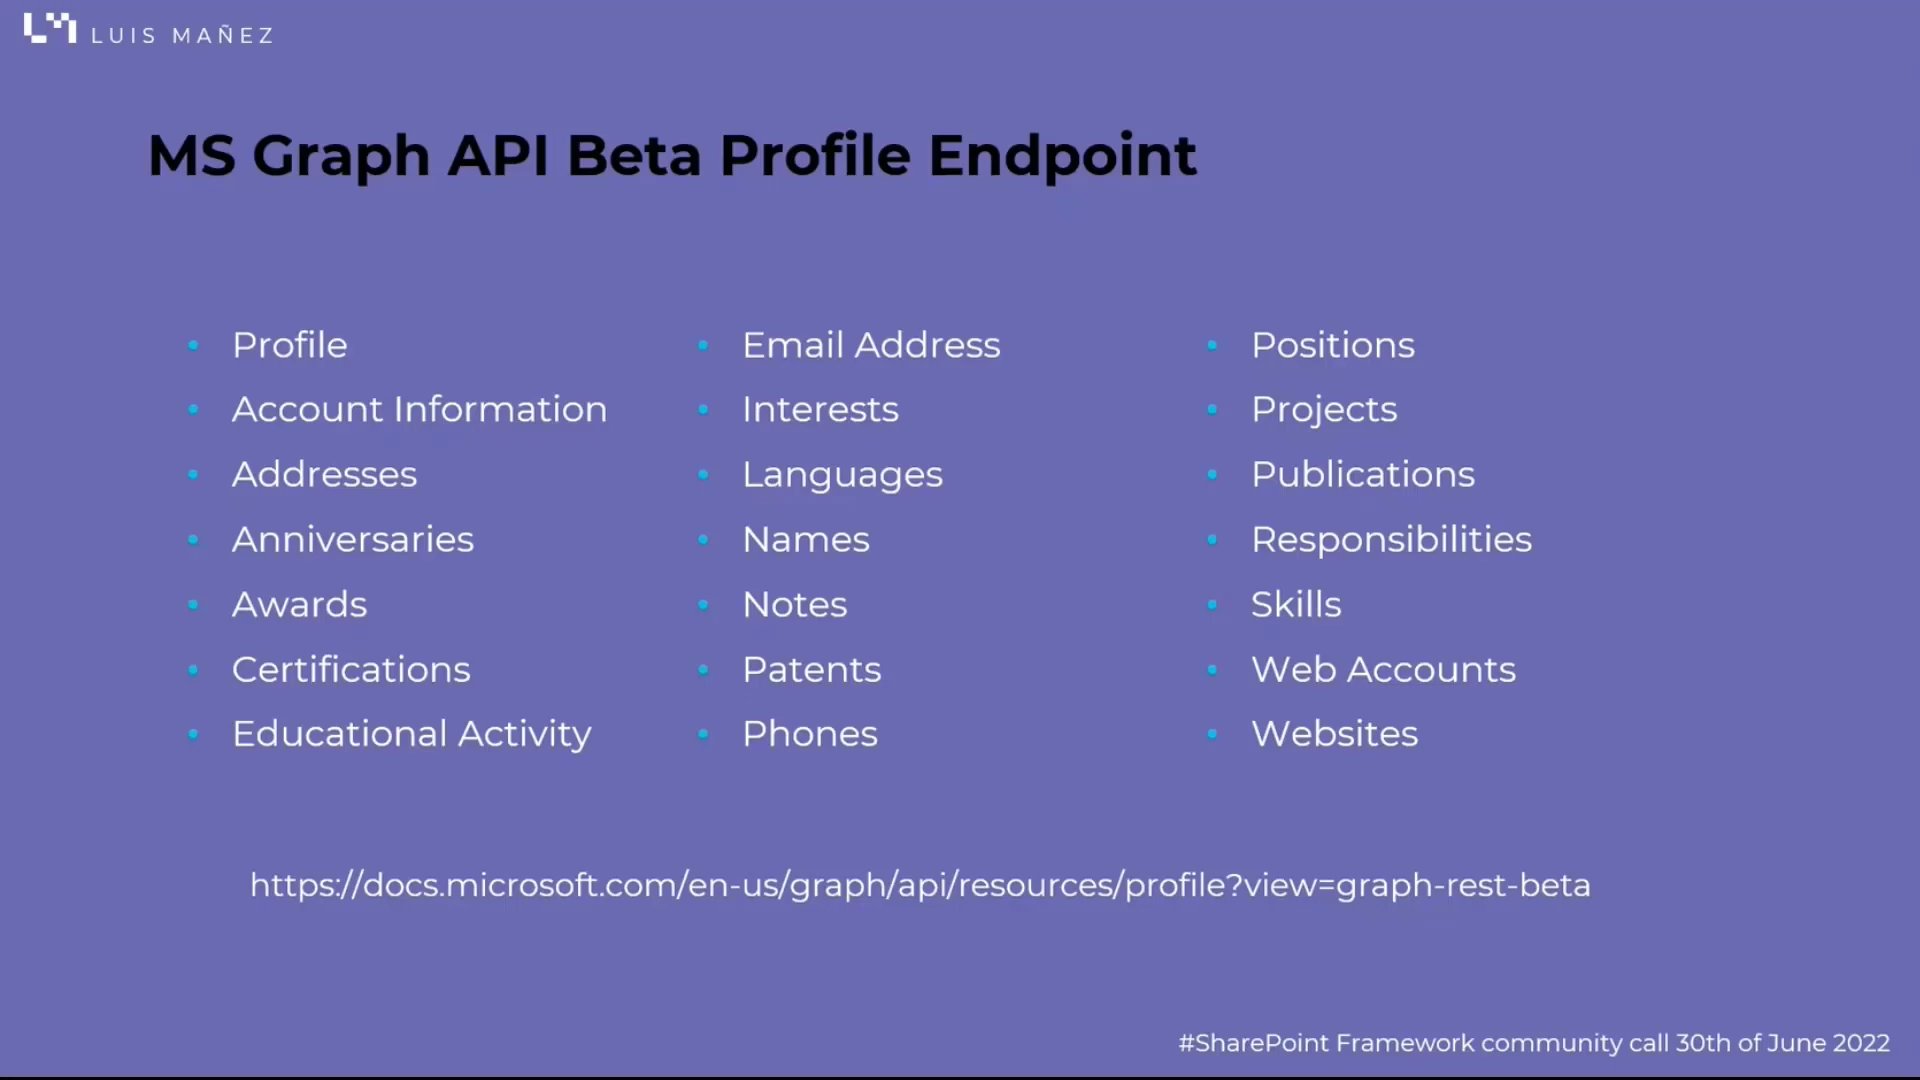 LUIS MAÑEZ
MS Graph API Beta Profile Endpoint
Profile
Account Information
Addresses
Anniversaries
Awards
Certifications
Educational Activity
Email Address
Interests
Languages
Names
Notes
Patents
Phones
Positions
Projects
Publications
Responsibilities
Skills
Web Accounts
Websites
https://docs.microsoft.com/en-us/graph/api/resources/profile?view=graph-rest-beta
#SharePoint Framework community call 30th of June 2022